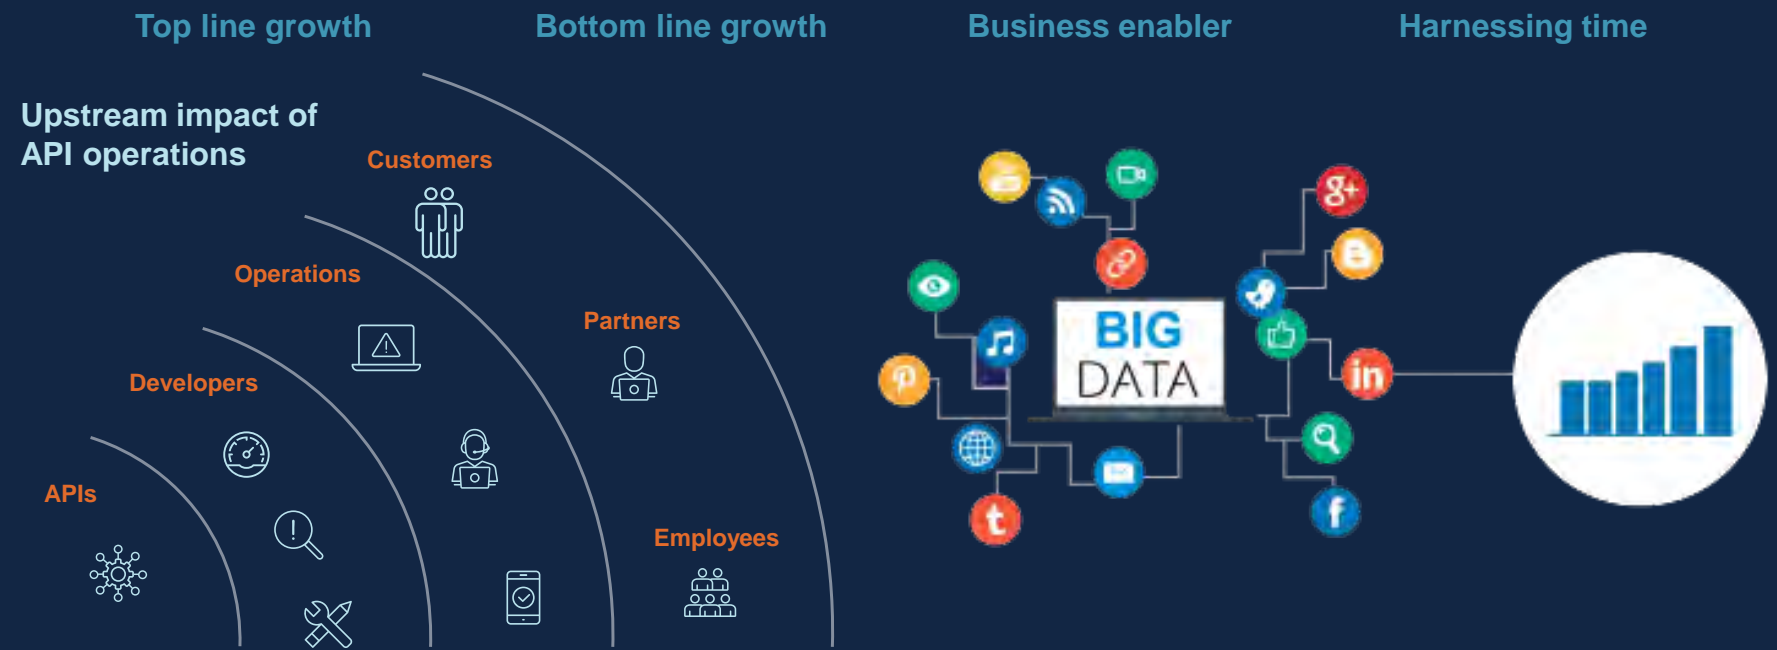 Top line growth
Bottom line growth
Business enabler
Harnessing time
Upstream impact of
API operations
Customers
Operations
Partners
Developers
APIs
Employees
BIG
DATA
g+
in
t
f